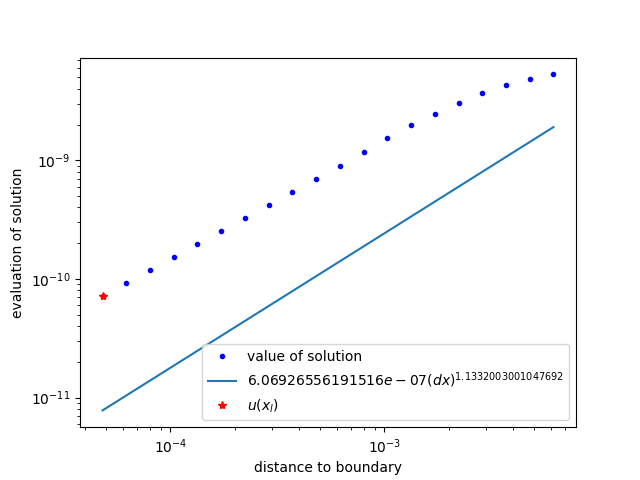 10⁻⁹
10⁻¹⁰
10⁻¹¹
evaluation of solution
value of solution
6.06926556191516e − 07(dx)^1.1332003001047692
u(x_l)
10⁻⁴
10⁻³
distance to boundary